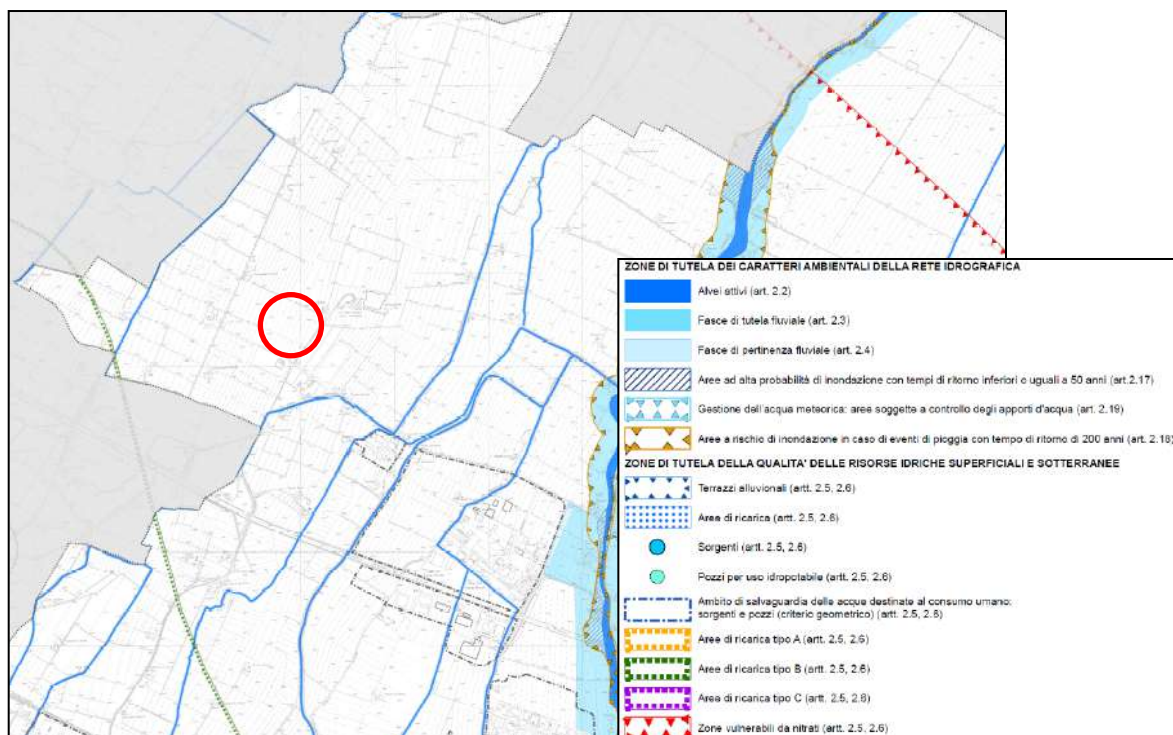 ZONE DI TUTELA DEI CARATTERI AMBIENTALI DELLA RETE IDROGRAFICA
Alvei attivi (art. 2.2)
Fasce di tutela fluviale (art. 2.3)
Fasce di pertinenza fluviale (art. 2.4)
Aree ad alta probabilità di inondazione con tempi di ritorno inferiori o uguali a 50 anni (art.2.17)
Gestione dell'acqua meteorica: aree soggette a controllo degli apporti d'acqua (art. 2.19)
Aree a rischio di inondazione in caso di eventi di pioggia con tempo di ritorno di 200 anni (art. 2.18)
ZONE DI TUTELA DELLA QUALITA' DELLE RISORSE IDRICHE SUPERFICIALI E SOTTERRANEE
Terrazzi alluvionali (artt. 2.5, 2.6)
Area di ricarica (artt. 2.5, 2.6)
Sorgenti (artt. 2.5, 2.6)
Pozzi per uso idropotabile (artt. 2.5, 2.6)
Ambito di salvaguardia delle acque destinate al consumo umano:
sorgenti e pozzi (criterio geometrico) (artt. 2.5, 2.6)
Aree di ricarica tipo A (artt. 2.5, 2.6)
Aree di ricarica tipo B (artt. 2.5, 2.6)
Aree di ricarica tipo C (artt. 2.5, 2.6)
Zone vulnerabili da nitrati (artt. 2.5, 2.6)